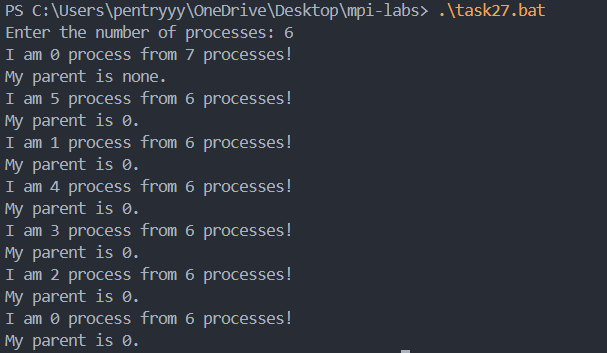 PS C:\Users\pentryyy\OneDrive\Desktop\mpi-labs> .\task27.bat
Enter the number of processes: 6
I am 0 process from 7 processes!
My parent is none.
I am 5 process from 6 processes!
My parent is 0.
I am 1 process from 6 processes!
My parent is 0.
I am 4 process from 6 processes!
My parent is 0.
I am 3 process from 6 processes!
My parent is 0.
I am 2 process from 6 processes!
My parent is 0.
I am 0 process from 6 processes!
My parent is 0.